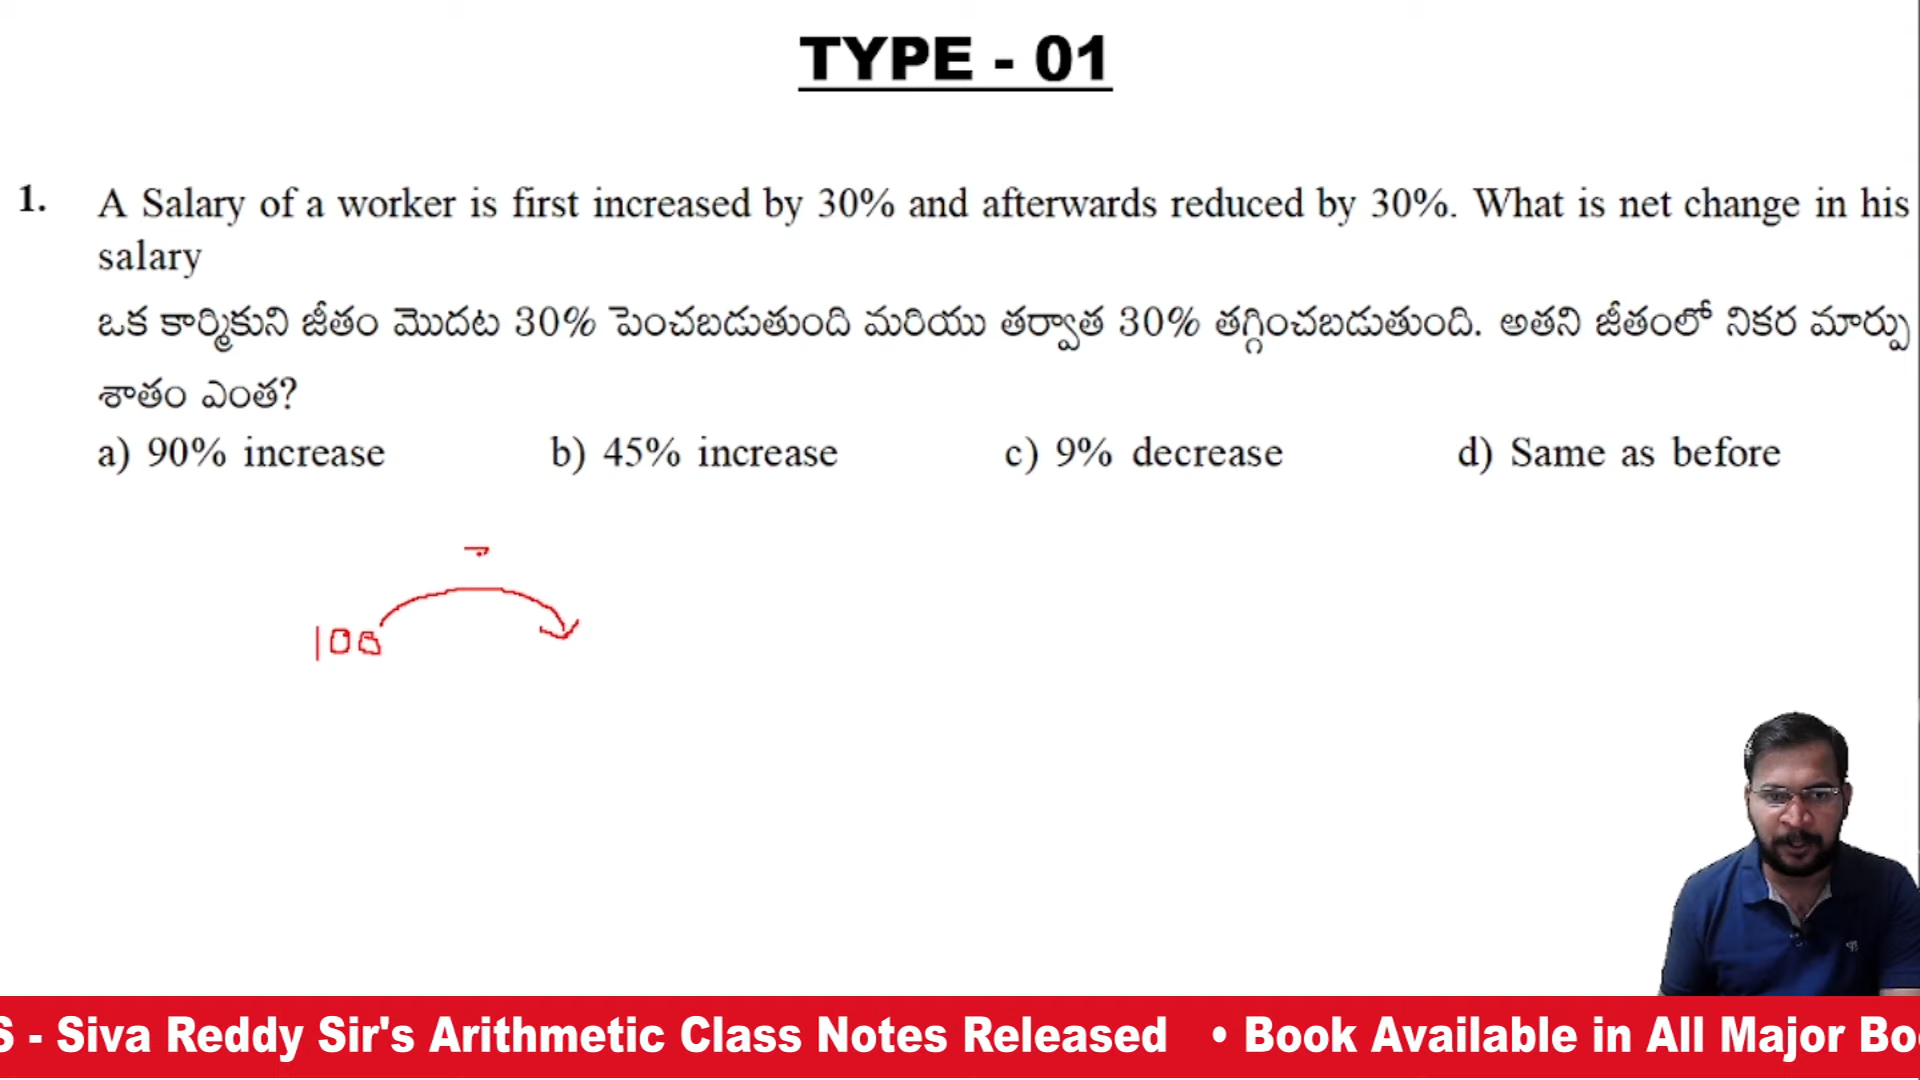 TYPE - 01
1. A Salary of a worker is first increased by 30% and afterwards reduced by 30%. What is net change in his
salary
ఒక కార్మికుని జీతం మొదట 30% పెంచబడుతుంది మరియు తర్వాత 30% తగ్గించబడుతుంది. అతని జీతంలో నికర మార్పు
శాతం ఎంత?
a) 90% increase b) 45% increase c) 9% decrease d) Same as before
100
S - Siva Reddy Sir's Arithmetic Class Notes Released • Book Available in All Major